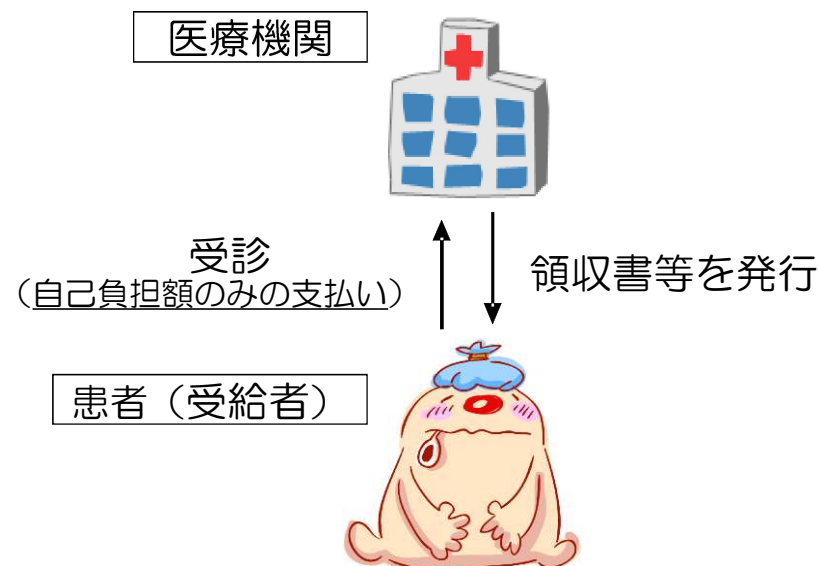 医療機関
受診
（自己負担額のみの支払い）
領収書等を発行
患者（受給者）